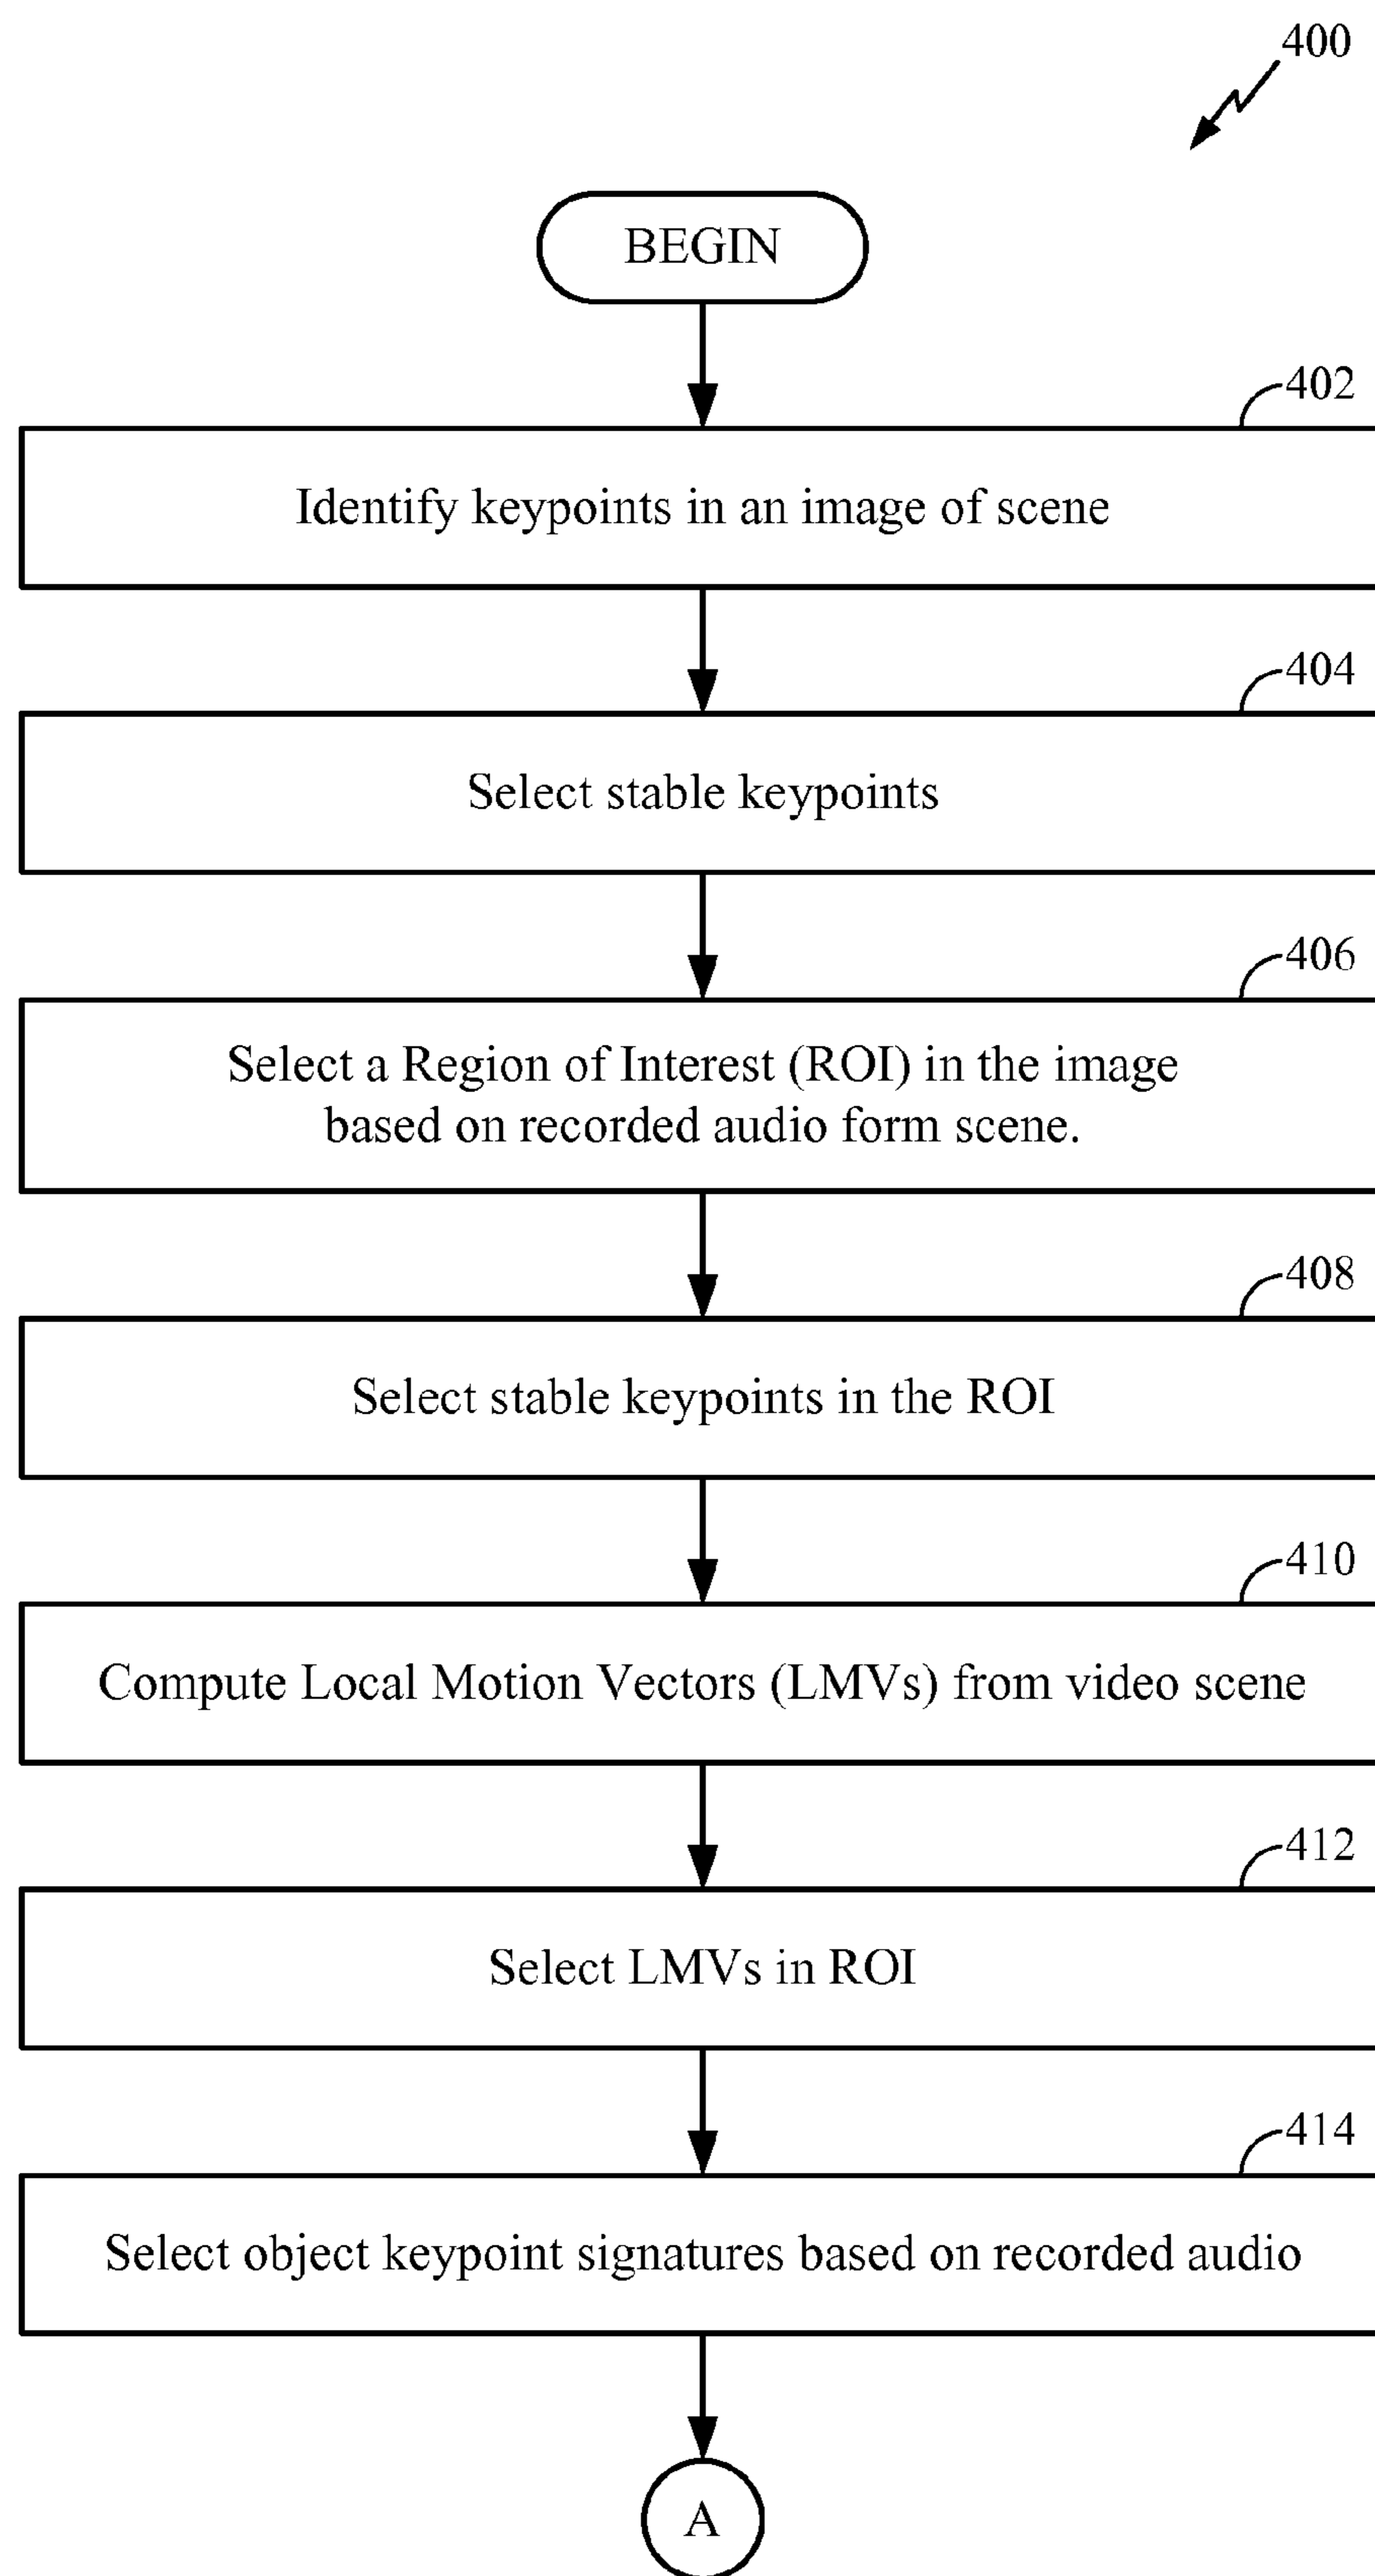 400
BEGIN
402
Identify keypoints in an image of scene
404
Select stable keypoints
406
Select a Region of Interest (ROI) in the image
based on recorded audio form scene.
408
Select stable keypoints in the ROI
410
Compute Local Motion Vectors (LMVs) from video scene
412
Select LMVs in ROI
414
Select object keypoint signatures based on recorded audio
A